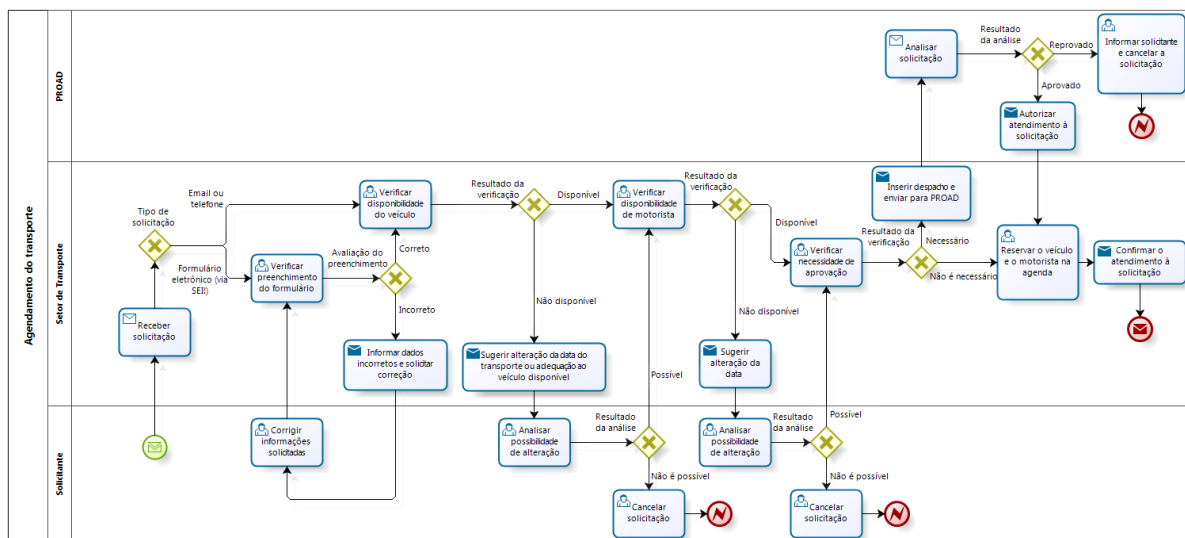 Agendamento do transporte
PROAD
Analisar
solicitação
Resultado
da análise
Reprovado
Informar solicitante
e cancelar a
solicitação
Aprovado
Autorizar
atendimento à
solicitação
Setor de Transporte
Email ou
telefone
Tipo de
solicitação
Formulário
eletrônico (via
SEI!)
Receber
solicitação
Verificar
disponibilidade
do veículo
Verificar
preenchimento
do formulário
Avaliação do
preenchimento
Correto
Incorreto
Informar dados
incorretos e solicitar
correção
Resultado da
verificação
Disponível
Não disponível
Sugerir alteração da data do
transporte ou adequação ao
veículo disponível
Verificar
disponibilidade
de motorista
Resultado da
verificação
Disponível
Não disponível
Sugerir
alteração da
data
Verificar
necessidade de
aprovação
Resultado da
verificação
Necessário
Não é necessário
Inserir despacho e
enviar para PROAD
Reservar o veículo
e o motorista na
agenda
Confirmar o
atendimento à
solicitação
Solicitante
Corrigir
informações
solicitadas
Analisar
possibilidade
de alteração
Resultado
da análise
Possível
Não é possível
Cancelar
solicitação
Analisar
possibilidade
de alteração
Resultado
da análise
Possível
Não é possível
Cancelar
solicitação